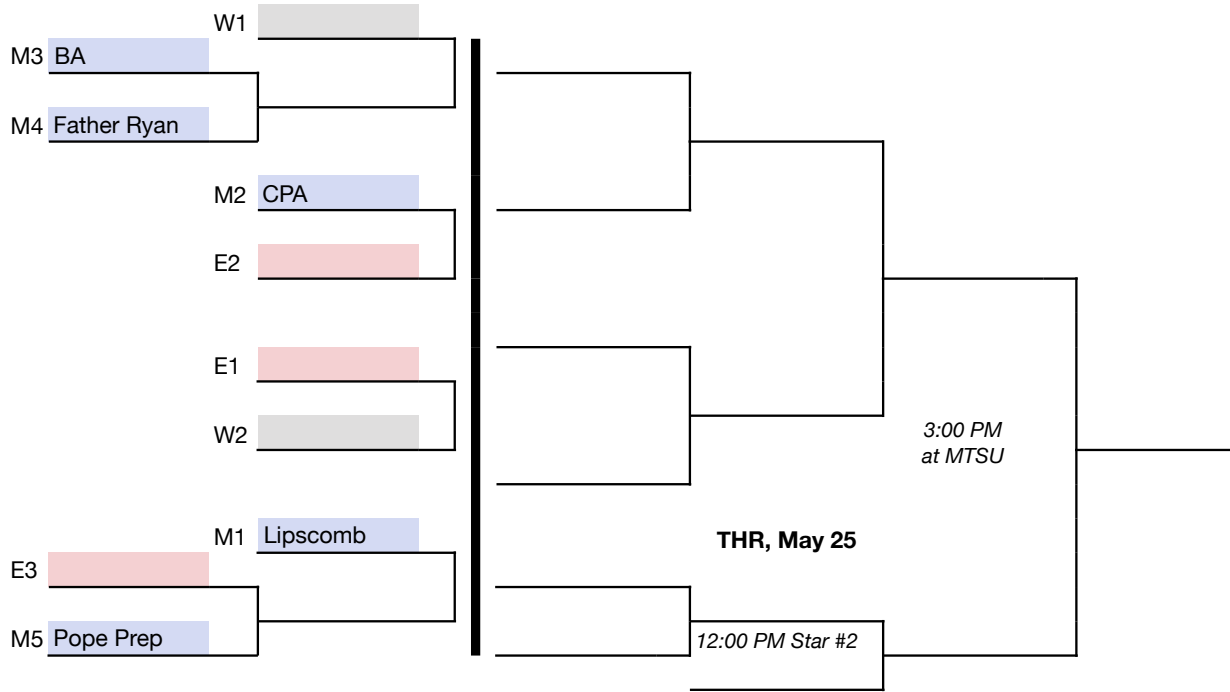 W1
M3 BA
M4 Father Ryan
M2 CPA
E2
E1
W2
M1 Lipscomb
E3
M5 Pope Prep
3:00 PM
at MTSU
THR, May 25
12:00 PM Star #2